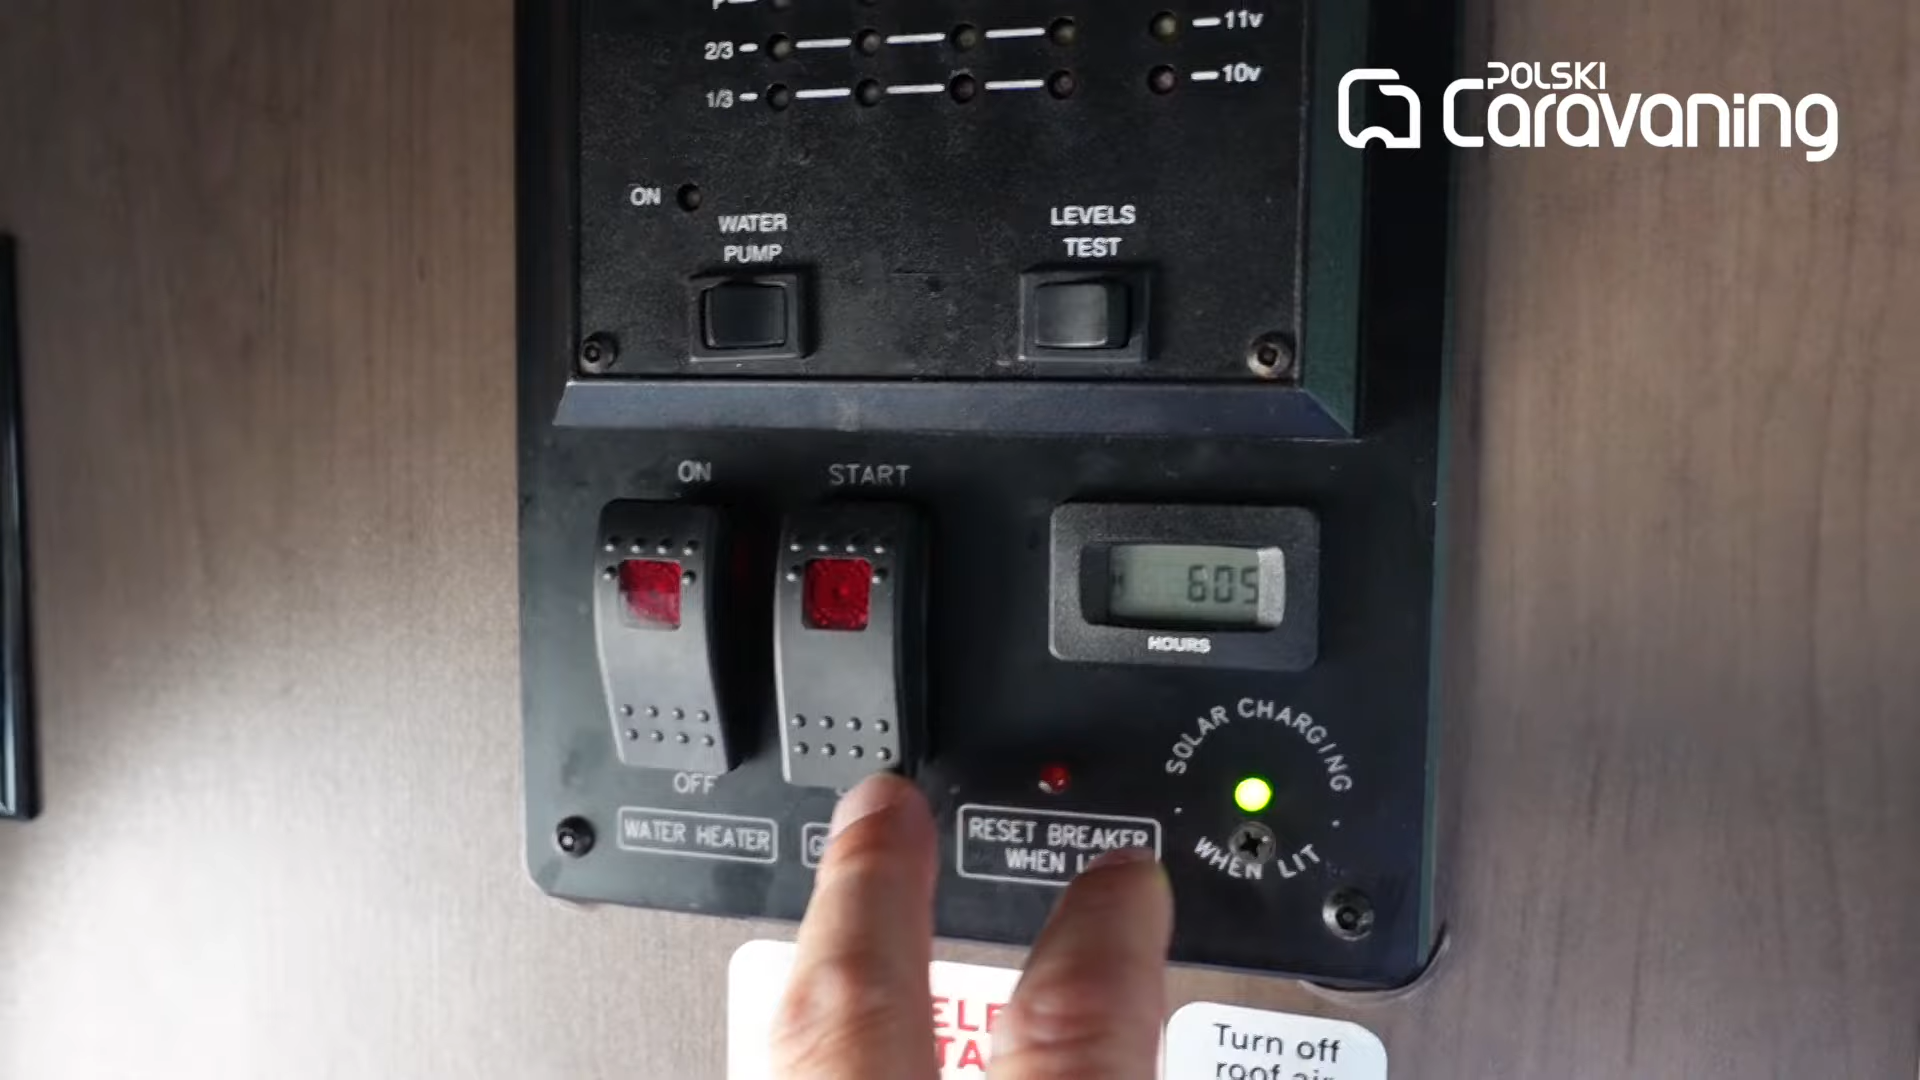 11v
2/3
10v
1/3
POLSKI
Caravaning
ON
WATER
PUMP
LEVELS
TEST
ON
START
605
HOURS
OFF
WATER HEATER
RESET BREAKER
WHEN
SOLAR CHARGING
WHEN LIT
Turn off
roof air